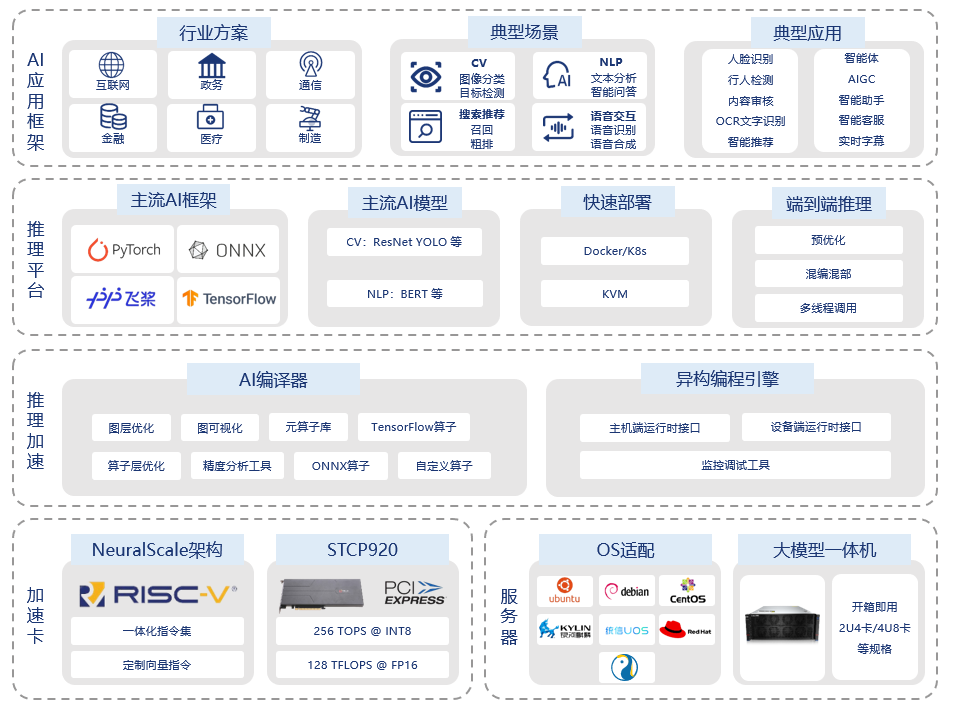 AI应用框架
行业方案
互联网
政务
通信
金融
医疗
制造
典型场景
CV
图像分类
目标检测
AI
NLP
文本分析
智能问答
搜索推荐
召回
粗排
语音交互
语音识别
语音合成
典型应用
人脸识别
行人检测
内容审核
OCR文字识别
智能推荐
智能体
AIGC
智能助手
智能客服
实时字幕
推理平台
主流AI框架
PyTorch
ONNX
飞桨
TensorFlow
主流AI模型
CV：ResNet YOLO 等
NLP：BERT 等
快速部署
Docker/K8s
KVM
端到端推理
预优化
混编混部
多线程调用
推理加速
AI编译器
图层优化
图可视化
元算子库
TensorFlow算子
算子层优化
精度分析工具
ONNX算子
自定义算子
异构编程引擎
主机端运行时接口
设备端运行时接口
监控调试工具
加速卡
NeuralScale架构
RISC-V®
一体化指令集
定制向量指令
STCP920
PCI
EXPRESS
256 TOPS @ INT8
128 TFLOPS @ FP16
服务器
OS适配
ubuntu
debian
CentOS
KYLIN
银河麒麟
统信UOS
Red Hat
大模型一体机
开箱即用
2U4卡/4U8卡
等规格